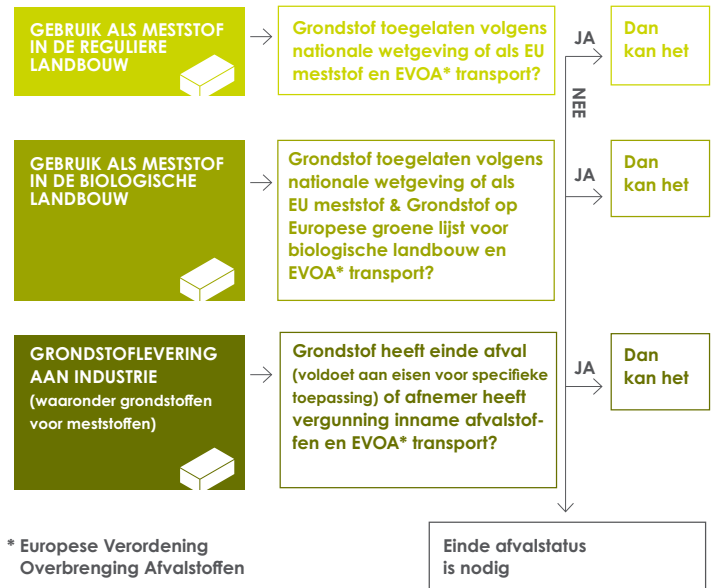 GEBRUIK ALS MESTSTOF
IN DE REGULIERE
LANDBOUW
Grondstof toegelaten volgens
nationale wetgeving of als EU
meststof en EVOA* transport?
JA
Dan
kan het
NEE
GEBRUIK ALS MESTSTOF
IN DE BIOLOGISCHE
LANDBOUW
Grondstof toegelaten volgens
nationale wetgeving of als
EU meststof & Grondstof op
Europese groene lijst voor
biologische landbouw en
EVOA* transport?
JA
Dan
kan het
GRONDSTOFLEVERING
AAN INDUSTRIE
(waaronder grondstoffen
voor meststoffen)
Grondstof heeft einde afval
(voldoet aan eisen voor specifieke
toepassing) of afnemer heeft
vergunning inname afvalstof-
fen en EVOA* transport?
JA
Dan
kan het
* Europese Verordening
Overbrenging Afvalstoffen
Einde afvalstatus
is nodig